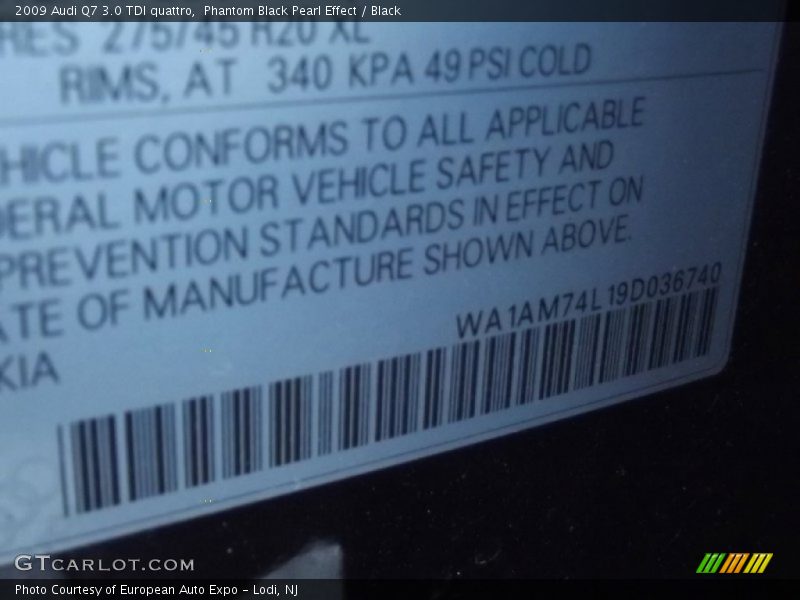 2009 Audi Q7 3.0 TDI quattro,  Phantom Black Pearl Effect / Black
275/45 R20 XL
RIMS, AT 340 KPA 49 PSI COLD
HICLE CONFORMS TO ALL APPLICABLE
DERAL MOTOR VEHICLE SAFETY AND
PREVENTION STANDARDS IN EFFECT ON
ATE OF MANUFACTURE SHOWN ABOVE.
WA1AM74L19D036740
KIA
GTCARLOT.COM
Photo Courtesy of European Auto Expo - Lodi, NJ